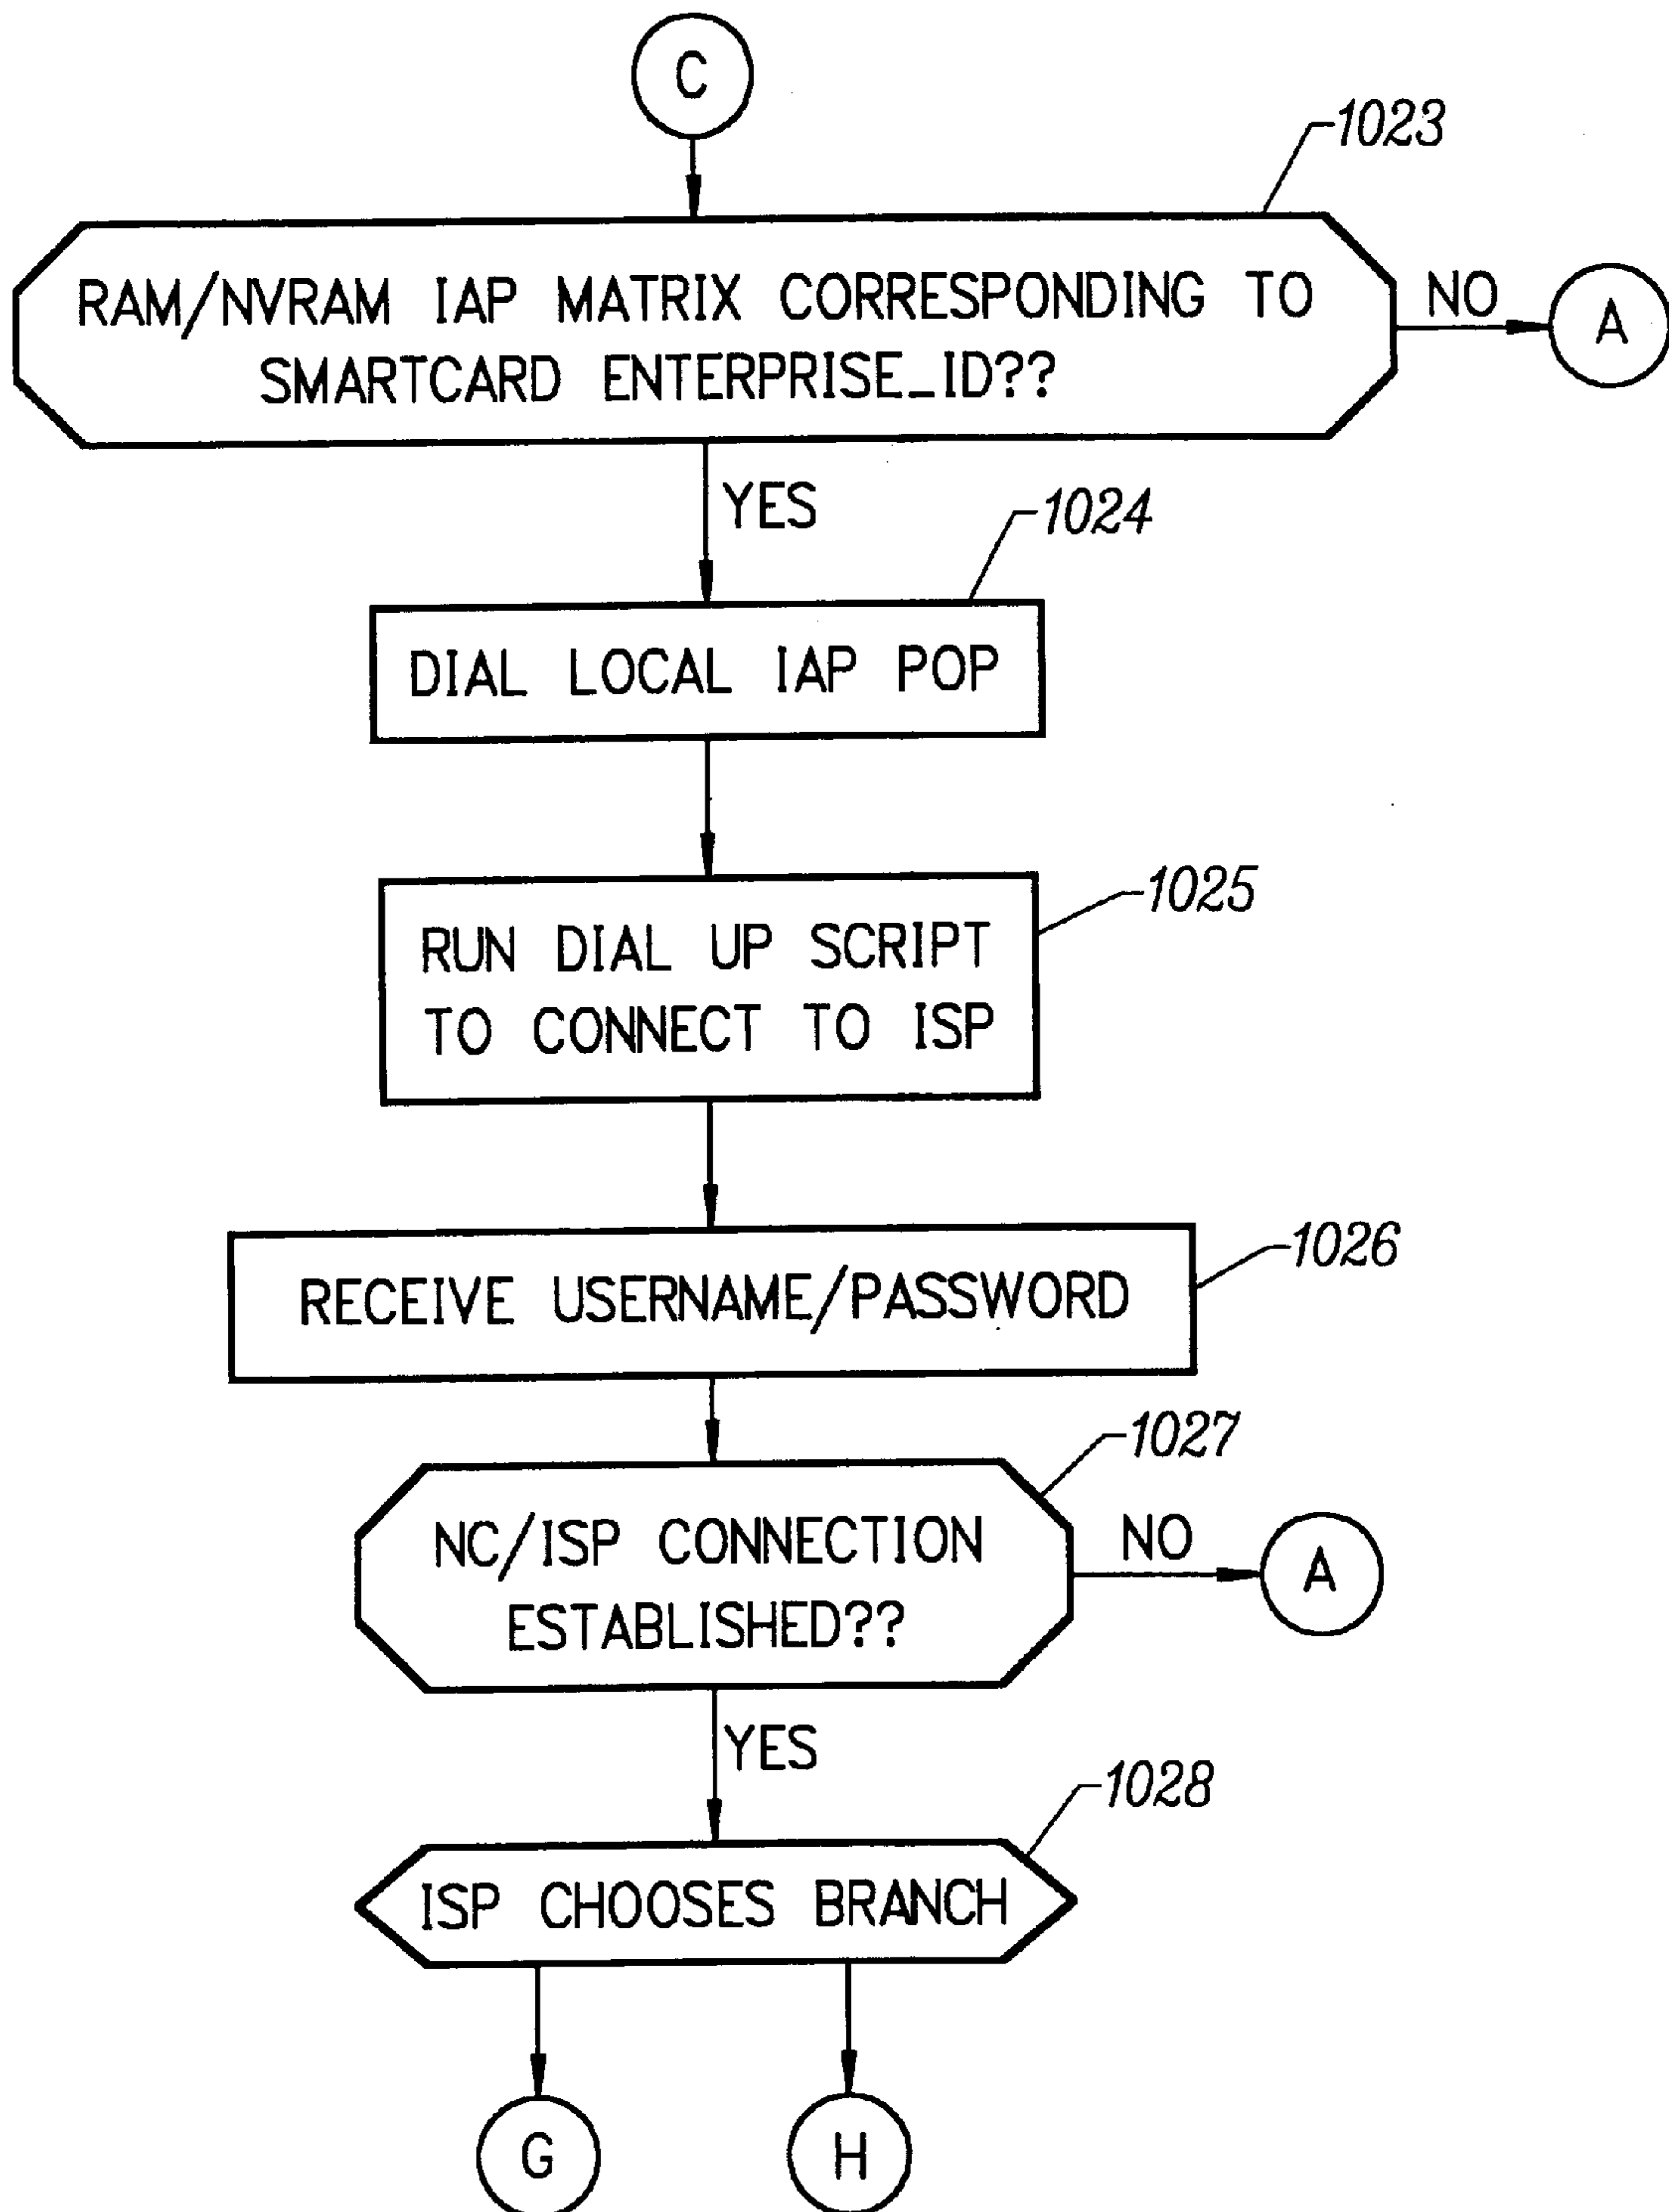 C
1023
RAM/NVRAM IAP MATRIX CORRESPONDING TO
SMARTCARD ENTERPRISE_ID??
NO
A
YES
1024
DIAL LOCAL IAP POP
1025
RUN DIAL UP SCRIPT
TO CONNECT TO ISP
1026
RECEIVE USERNAME/PASSWORD
1027
NC/ISP CONNECTION
ESTABLISHED??
NO
A
YES
1028
ISP CHOOSES BRANCH
G
H